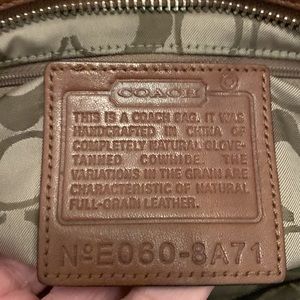 COACH
THIS IS A COACH BAG. IT WAS
HANDCRAFTED IN CHINA OF
COMPLETELY NATURAL GLOVE-
TANNED COWHIDE. THE
VARIATIONS IN THE GRAIN ARE
CHARACTERISTIC OF NATURAL
FULL-GRAIN LEATHER.
NºE060-8A71